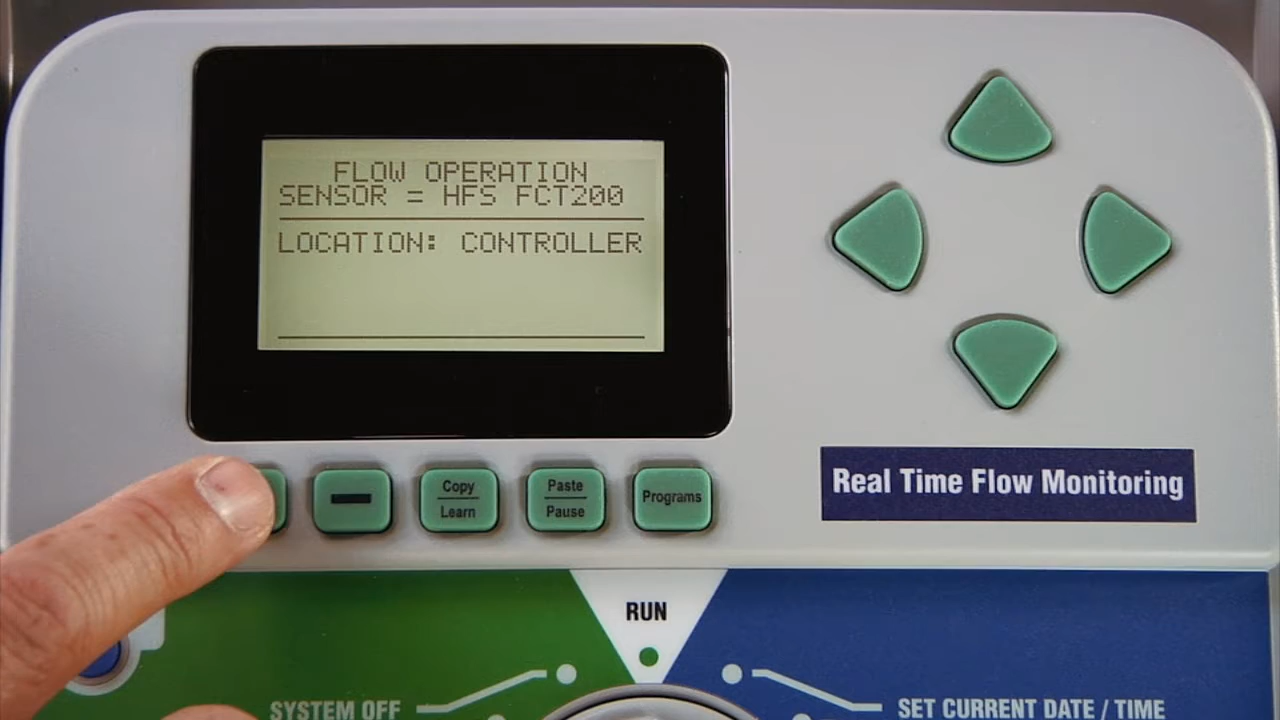 FLOW OPERATION
SENSOR = HFS FCT200
LOCATION: CONTROLLER
Copy
Learn
Paste
Pause
Programs
Real Time Flow Monitoring
RUN
SYSTEM OFF
SET CURRENT DATE / TIME